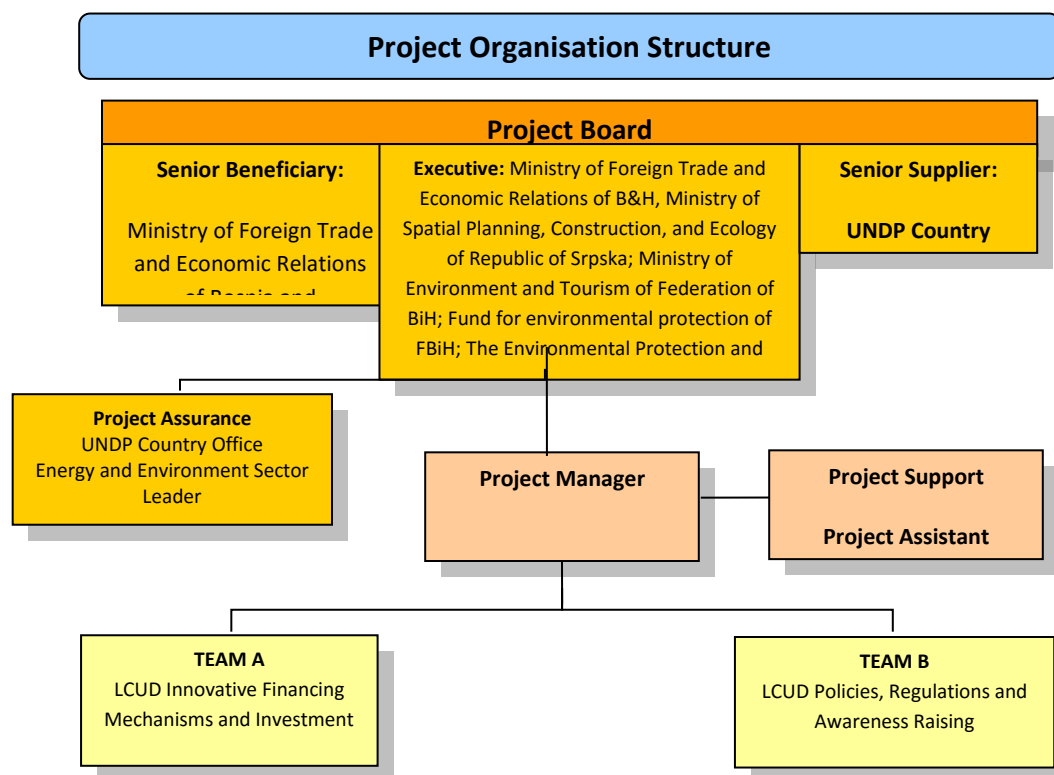 Project Organisation Structure
Project Board
Senior Beneficiary:
Ministry of Foreign Trade
and Economic Relations
Executive: Ministry of Foreign Trade and
Economic Relations of B&H, Ministry of
Spatial Planning, Construction, and Ecology
of Republic of Srpska; Ministry of
Environment and Tourism of Federation of
BiH; Fund for environmental protection of
FBiH; The Environmental Protection and
Senior Supplier:
UNDP Country
Project Assurance
UNDP Country Office
Energy and Environment Sector
Leader
Project Manager
Project Support
Project Assistant
TEAM A
LCUD Innovative Financing
Mechanisms and Investment
TEAM B
LCUD Policies, Regulations and
Awareness Raising